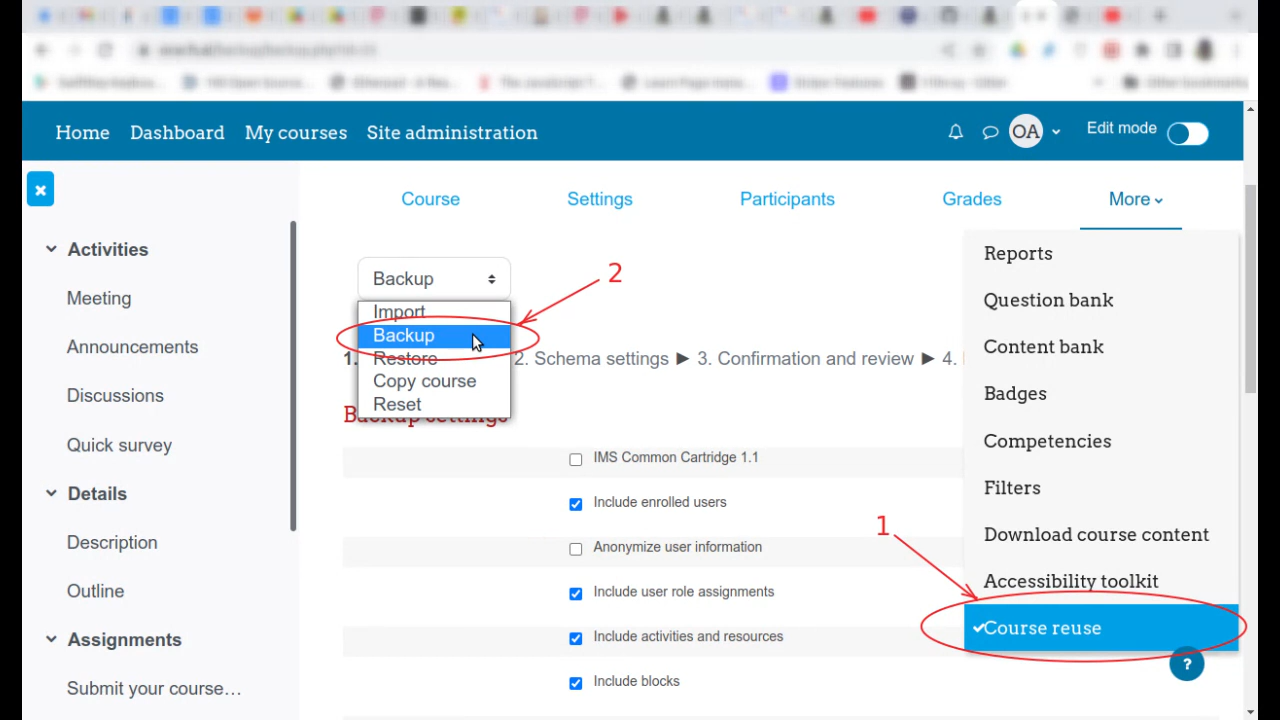 Home Dashboard My courses Site administration OA Edit mode
Course Settings Participants Grades More
Activities
Meeting
Announcements
Discussions
Quick survey
Details
Description
Outline
Assignments
Submit your course…
Backup
2
Import
Backup
Restore
Copy course
Reset
1. 2. Schema settings ► 3. Confirmation and review ► 4.
Backup settings
IMS Common Cartridge 1.1
Include enrolled users
Anonymize user information
Include user role assignments
Include activities and resources
Include blocks
Reports
Question bank
Content bank
Badges
Competencies
Filters
Download course content
Accessibility toolkit
1
Course reuse
?